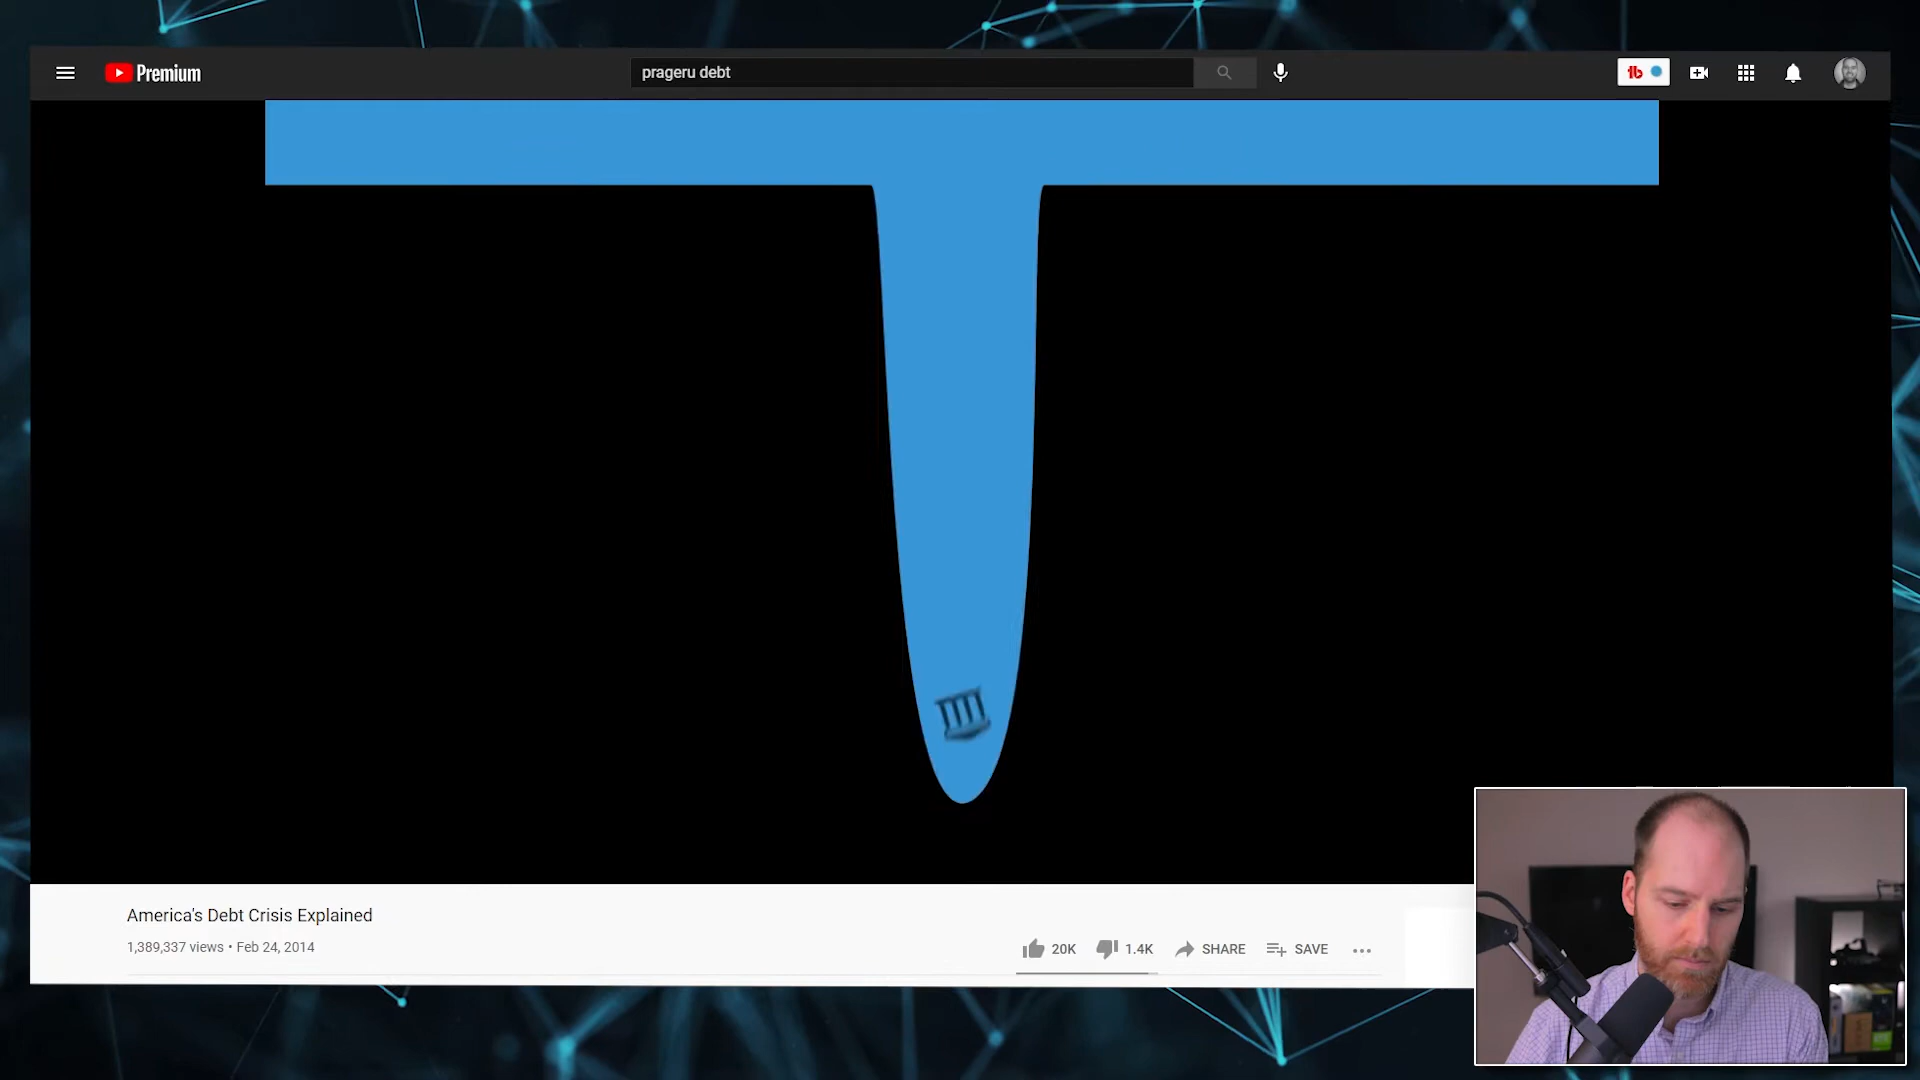 Premium
prageru debt
tb
America's Debt Crisis Explained
1,389,337 views • Feb 24, 2014
20K
1.4K
SHARE
SAVE